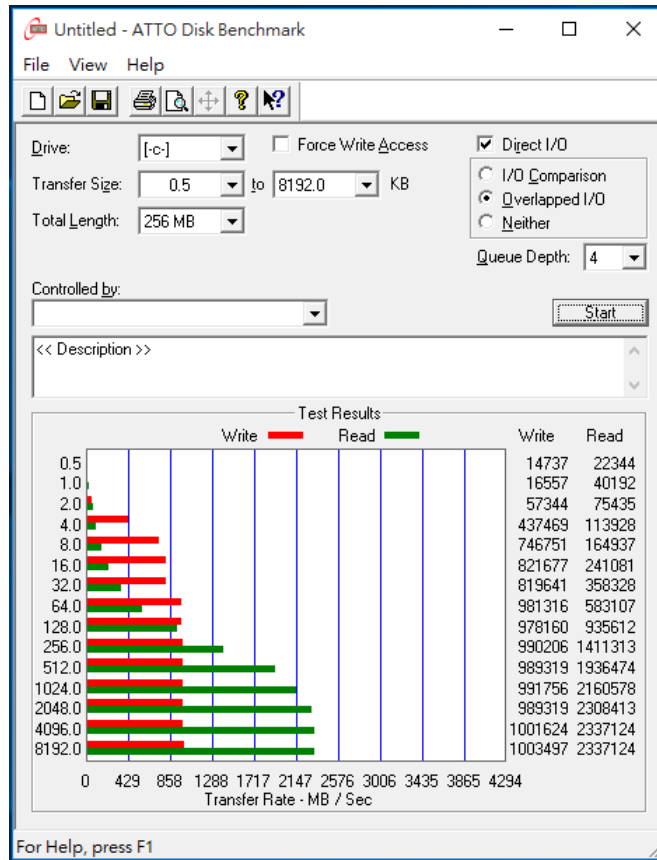 Untitled - ATTO Disk Benchmark
File View Help
Drive: [-c-] Force Write Access Direct I/O
Transfer Size: 0.5 to 8192.0 KB I/O Comparison
Overlapped I/O
Total Length: 256 MB Neither
Queue Depth: 4
Controlled by:
Start
<< Description >>
Test Results
Write Read Write Read
0.5 14737 22344
1.0 16557 40192
2.0 57344 75435
4.0 437469 113928
8.0 746751 164937
16.0 821677 241081
32.0 819641 358328
64.0 981316 583107
128.0 978160 935612
256.0 990206 1411313
512.0 989319 1936474
1024.0 991756 2160578
2048.0 989319 2308413
4096.0 1001624 2337124
8192.0 1003497 2337124
0 429 858 1288 1717 2147 2576 3006 3435 3865 4294
Transfer Rate - MB / Sec
For Help, press F1